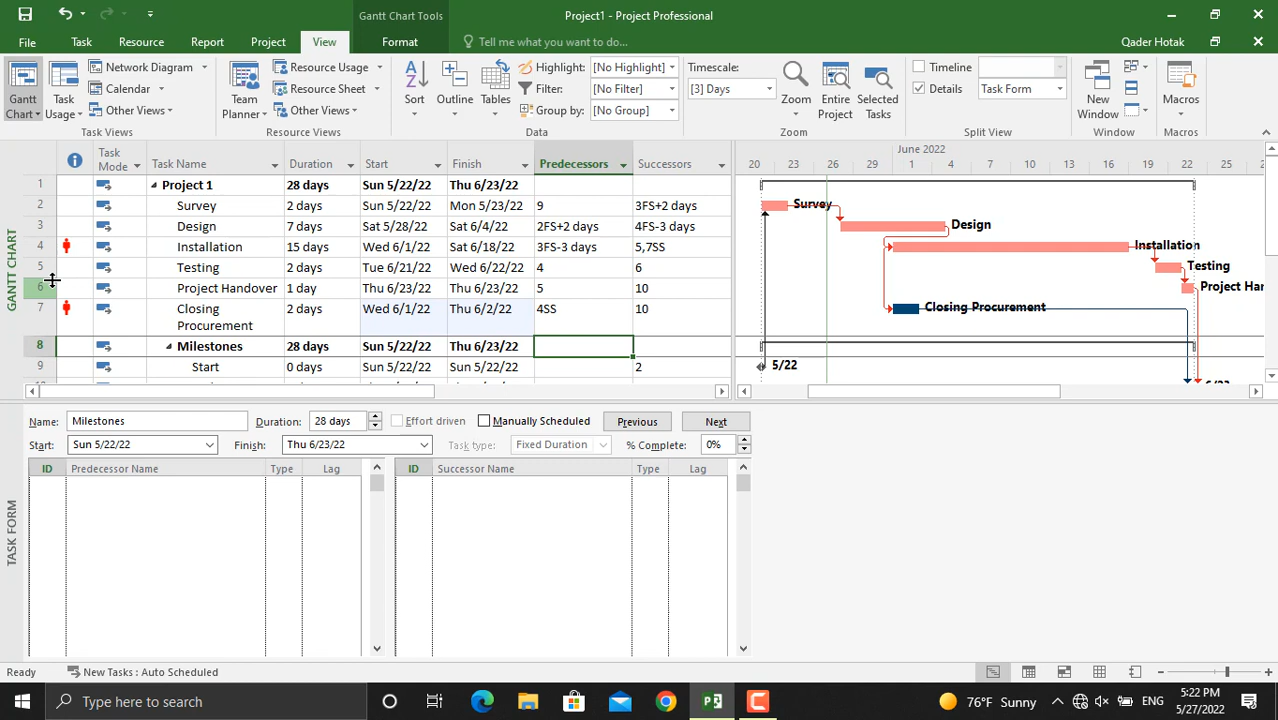 Gantt Chart Tools
Project1 - Project Professional
File Task Resource Report Project View Format Tell me what you want to do... Qader Hotak
Gantt Chart
Task Usage
Network Diagram
Calendar
Other Views
Task Views
Team Planner
Resource Usage
Resource Sheet
Other Views
Resource Views
Sort
Outline
Tables
Highlight: [No Highlight]
Filter: [No Filter]
Group by: [No Group]
Data
Timescale:
[3] Days
Zoom
Entire Project
Selected Tasks
Zoom
Timeline
Details Task Form
Split View
New Window
Window
Macros
Macros
GANTT CHART
Task Mode Task Name Duration Start Finish Predecessors Successors
1 Project 1 28 days Sun 5/22/22 Thu 6/23/22
2 Survey 2 days Sun 5/22/22 Mon 5/23/22 9 3FS+2 days
3 Design 7 days Sat 5/28/22 Sat 6/4/22 2FS+2 days 4FS-3 days
4 Installation 15 days Wed 6/1/22 Sat 6/18/22 3FS-3 days 5,7SS
5 Testing 2 days Tue 6/21/22 Wed 6/22/22 4 6
6 Project Handover 1 day Thu 6/23/22 Thu 6/23/22 5 10
7 Closing Procurement 2 days Wed 6/1/22 Thu 6/2/22 4SS 10
8 Milestones 28 days Sun 5/22/22 Thu 6/23/22
9 Start 0 days Sun 5/22/22 Sun 5/22/22 2
June 2022
20 23 26 29 1 4 7 10 13 16 19 22 25
Survey
Design
Installation
Testing
Project Han
Closing Procurement
5/22
TASK FORM
Name: Milestones Duration: 28 days Effort driven Manually Scheduled Previous Next
Start: Sun 5/22/22 Finish: Thu 6/23/22 Task type: Fixed Duration % Complete: 0%
ID Predecessor Name Type Lag ID Successor Name Type Lag
Ready New Tasks : Auto Scheduled
Type here to search
76°F Sunny
5:22 PM
5/27/2022